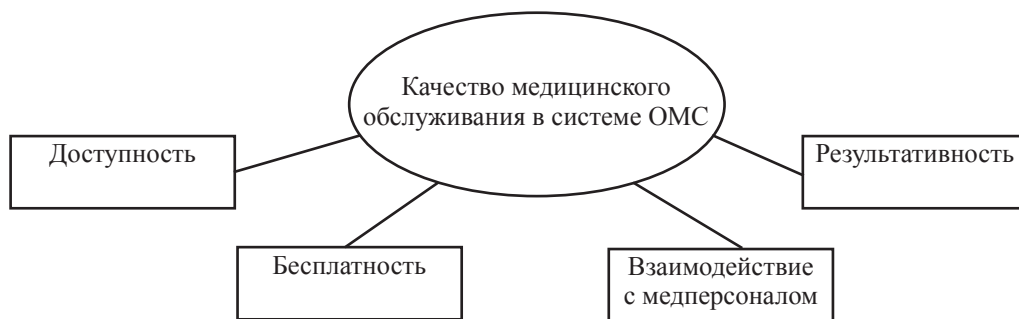 Качество медицинского
обслуживания в системе ОМС
Доступность
Результативность
Бесплатность
Взаимодействие
с медперсоналом